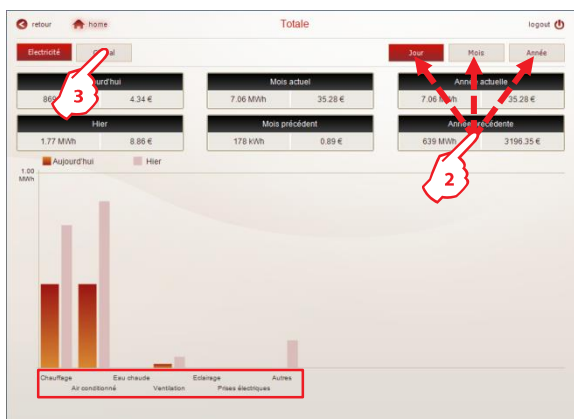 retour home Totale logout
Electricité Jour Mois Année
Mois actuel Année actuelle
4.34 € 7.06 MWh 35.28 € 7.06 35.28 €
Hier Mois précédent
1.77 MWh 8.86 € 178 kWh 0.89 € 639 MWh 3196.35 €
3
2
Aujourd'hui Hier
1.00
MWh
Chauffage Eau chaude Eclairage Autres
Air conditionné Ventilation Prises électriques